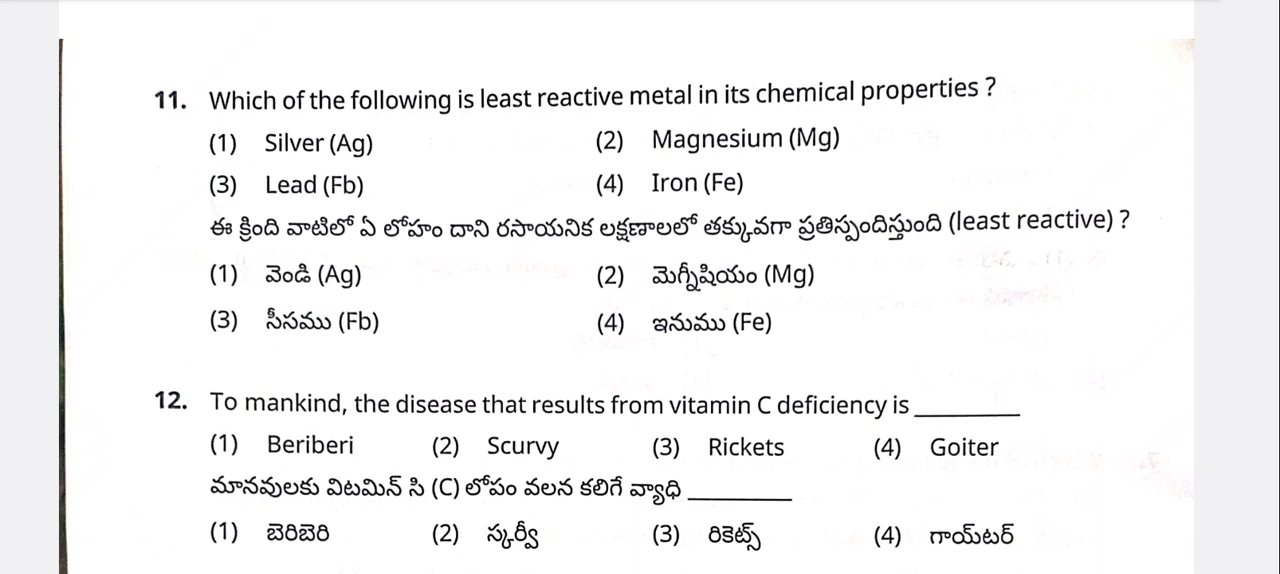 11. Which of the following is least reactive metal in its chemical properties ?
(1) Silver (Ag) (2) Magnesium (Mg)
(3) Lead (Fb) (4) Iron (Fe)
ఈ క్రింది వాటిలో ఏ లోహం దాని రసాయనిక లక్షణాలలో తక్కువగా ప్రతిస్పందిస్తుంది (least reactive) ?
(1) వెండి (Ag) (2) మెగ్నీషియం (Mg)
(3) సీసము (Fb) (4) ఇనుము (Fe)
12. To mankind, the disease that results from vitamin C deficiency is ________
(1) Beriberi (2) Scurvy (3) Rickets (4) Goiter
మానవులకు విటమిన్ సి (C) లోపం వలన కలిగే వ్యాధి ________
(1) బెరిబెరి (2) స్కర్వీ (3) రికెట్స్ (4) గాయ్‌టర్